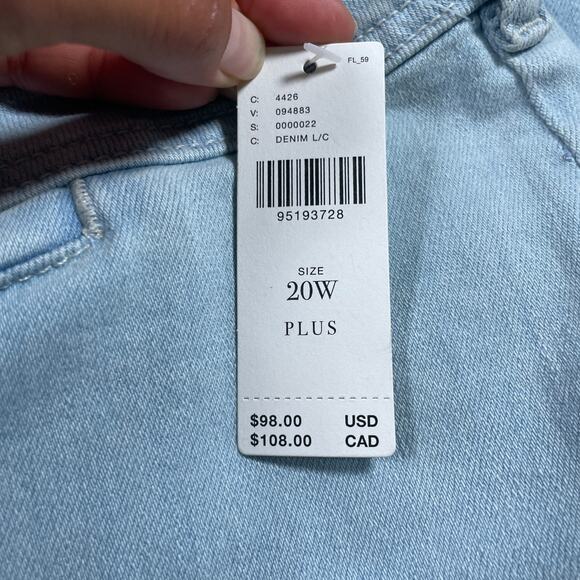 FL_59
C: 4426
V: 094883
S: 0000022
C: DENIM L/C
95193728
SIZE
20W
PLUS
$98.00 USD
$108.00 CAD